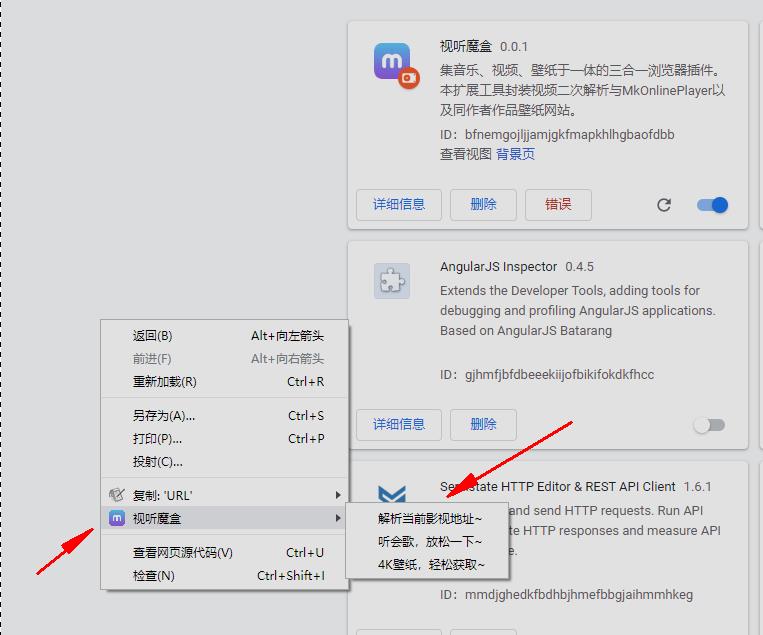 视听魔盒 0.0.1
集音乐、视频、壁纸于一体的三合一浏览器插件。
本扩展工具封装视频二次解析与MkOnlinePlayer以
及同作者作品壁纸网站。
ID：bfnemgojljjamjgkfmapkhlhgbaofdbb
查看视图 背景页
详细信息 删除 错误
AngularJS Inspector 0.4.5
Extends the Developer Tools, adding tools for
debugging and profiling AngularJS applications.
Based on AngularJS Batarang
ID：gjhmfjbfdbeeekiijofbikifokdkfhcc
详细信息 删除
HTTP Editor & REST API Client 1.6.1
and send HTTP requests. Run API
HTTP responses and measure API
ID：mmdjghedkfbdhbjhmefbbgjaihmmhkeg
返回(B) Alt+向左箭头
前进(F) Alt+向右箭头
重新加载(R) Ctrl+R
另存为(A)... Ctrl+S
打印(P)... Ctrl+P
投射(C)...
复制: 'URL'
视听魔盒
查看网页源代码(V) Ctrl+U
检查(N) Ctrl+Shift+I
解析当前影视地址~
听会歌，放松一下~
4K壁纸，轻松获取~